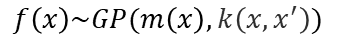 f(x)~GP(m(x), k(x, x′))